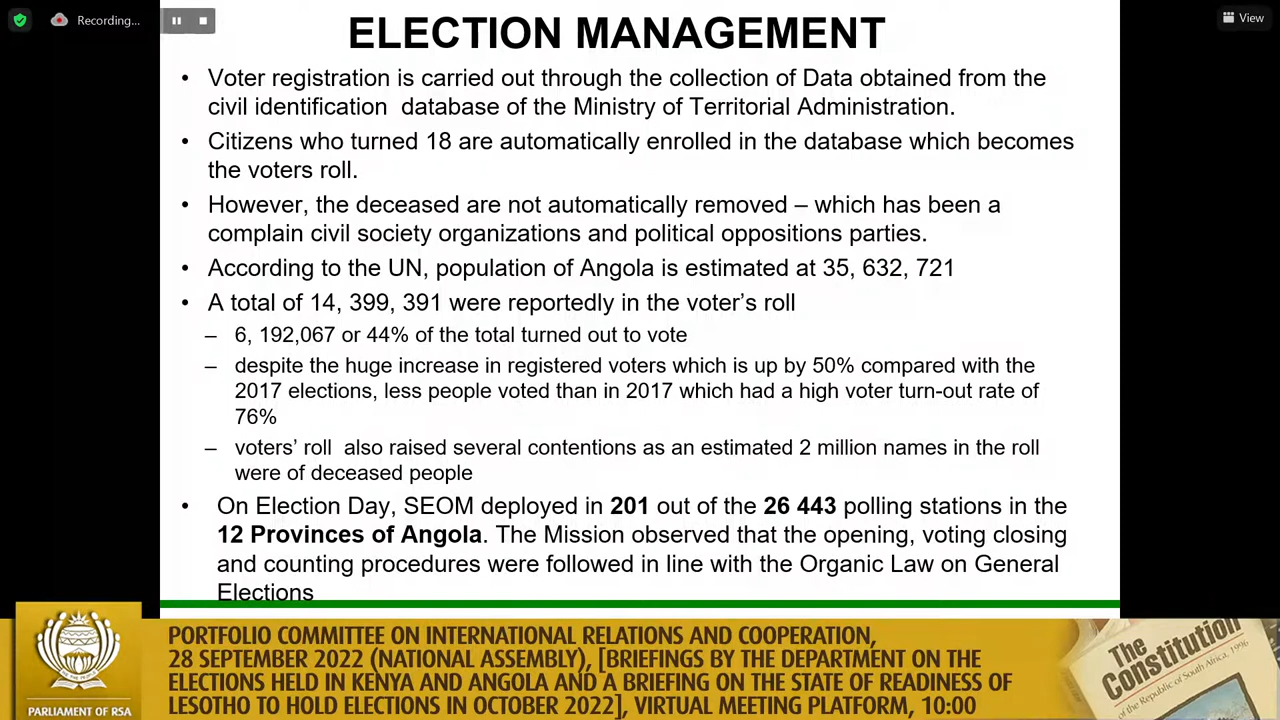 Recording...
View
ELECTION MANAGEMENT
• Voter registration is carried out through the collection of Data obtained from the
civil identification database of the Ministry of Territorial Administration.
• Citizens who turned 18 are automatically enrolled in the database which becomes
the voters roll.
• However, the deceased are not automatically removed – which has been a
complain civil society organizations and political oppositions parties.
• According to the UN, population of Angola is estimated at 35, 632, 721
• A total of 14, 399, 391 were reportedly in the voter’s roll
– 6, 192,067 or 44% of the total turned out to vote
– despite the huge increase in registered voters which is up by 50% compared with the
2017 elections, less people voted than in 2017 which had a high voter turn-out rate of
76%
– voters’ roll also raised several contentions as an estimated 2 million names in the roll
were of deceased people
• On Election Day, SEOM deployed in 201 out of the 26 443 polling stations in the
12 Provinces of Angola. The Mission observed that the opening, voting closing
and counting procedures were followed in line with the Organic Law on General
Elections
PORTFOLIO COMMITTEE ON INTERNATIONAL RELATIONS AND COOPERATION,
28 SEPTEMBER 2022 (NATIONAL ASSEMBLY), [BRIEFINGS BY THE DEPARTMENT ON THE
ELECTIONS HELD IN KENYA AND ANGOLA AND A BRIEFING ON THE STATE OF READINESS OF
LESOTHO TO HOLD ELECTIONS IN OCTOBER 2022], VIRTUAL MEETING PLATFORM, 10:00
PARLIAMENT OF RSA
The
Constitution
of the Republic of South Africa, 1996